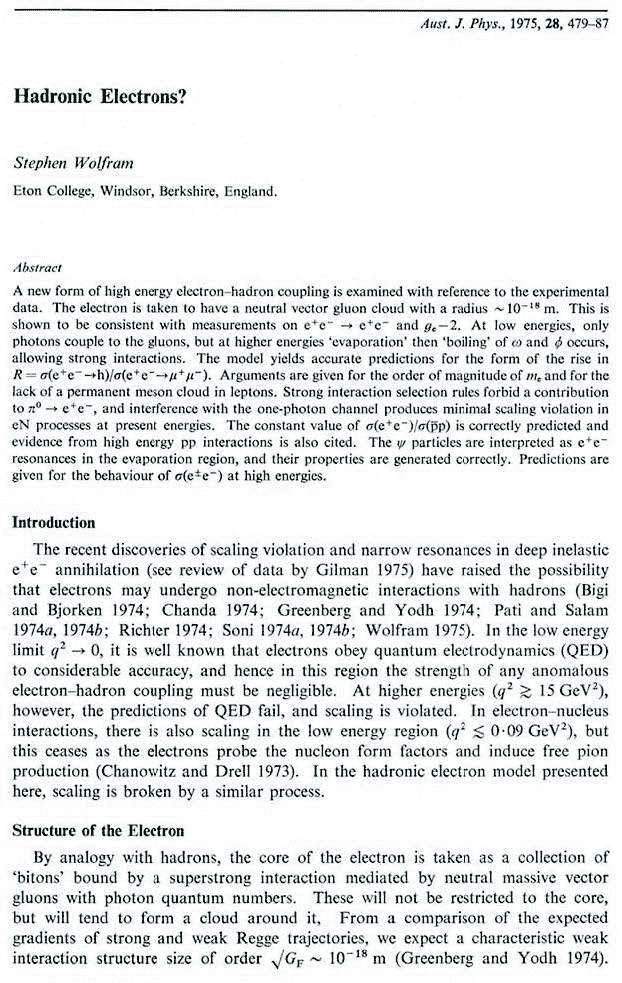 Aust. J. Phys., 1975, 28, 479–87
Hadronic Electrons?
Stephen Wolfram
Eton College, Windsor, Berkshire, England.
Abstract
A new form of high energy electron–hadron coupling is examined with reference to the experimental
data. The electron is taken to have a neutral vector gluon cloud with a radius ~10⁻¹⁸ m. This is
shown to be consistent with measurements on e⁺e⁻ → e⁺e⁻ and gₑ−2. At low energies, only
photons couple to the gluons, but at higher energies ‘evaporation’ then ‘boiling’ of ω and ϕ occurs,
allowing strong interactions. The model yields accurate predictions for the form of the rise in
R = σ(e⁺e⁻→h)/σ(e⁺e⁻→μ⁺μ⁻). Arguments are given for the order of magnitude of mₑ and for the
lack of a permanent meson cloud in leptons. Strong interaction selection rules forbid a contribution
to π⁰ → e⁺e⁻, and interference with the one-photon channel produces minimal scaling violation in
eN processes at present energies. The constant value of σ(e⁺e⁻)/σ(p̅p) is correctly predicted and
evidence from high energy pp interactions is also cited. The ψ particles are interpreted as e⁺e⁻
resonances in the evaporation region, and their properties are generated correctly. Predictions are
given for the behaviour of σ(e±e⁻) at high energies.
Introduction
The recent discoveries of scaling violation and narrow resonances in deep inelastic
e⁺e⁻ annihilation (see review of data by Gilman 1975) have raised the possibility
that electrons may undergo non-electromagnetic interactions with hadrons (Bigi
and Bjorken 1974; Chanda 1974; Greenberg and Yodh 1974; Pati and Salam
1974a, 1974b; Richter 1974; Soni 1974a, 1974b; Wolfram 1975). In the low energy
limit q² → 0, it is well known that electrons obey quantum electrodynamics (QED)
to considerable accuracy, and hence in this region the strength of any anomalous
electron–hadron coupling must be negligible. At higher energies (q² ≳ 15 GeV²),
however, the predictions of QED fail, and scaling is violated. In electron–nucleus
interactions, there is also scaling in the low energy region (q² ≲ 0·09 GeV²), but
this ceases as the electrons probe the nucleon form factors and induce free pion
production (Chanowitz and Drell 1973). In the hadronic electron model presented
here, scaling is broken by a similar process.
Structure of the Electron
By analogy with hadrons, the core of the electron is taken as a collection of
‘bitons’ bound by a superstrong interaction mediated by neutral massive vector
gluons with photon quantum numbers. These will not be restricted to the core,
but will tend to form a cloud around it, From a comparison of the expected
gradients of strong and weak Regge trajectories, we expect a characteristic weak
interaction structure size of order √G_F ~ 10⁻¹⁸ m (Greenberg and Yodh 1974).